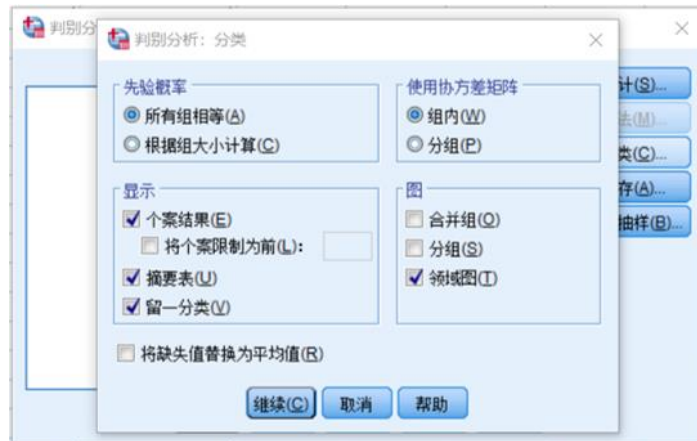 判别分
判别分析：分类
先验概率
所有组相等(A)
根据组大小计算(C)
使用协方差矩阵
组内(W)
分组(P)
显示
个案结果(E)
将个案限制为前(L):
摘要表(U)
留一分类(V)
图
合并组(O)
分组(S)
领域图(T)
将缺失值替换为平均值(R)
继续(C)
取消
帮助
计(S)...
法(M)...
类(C)...
存(A)...
抽样(B)...